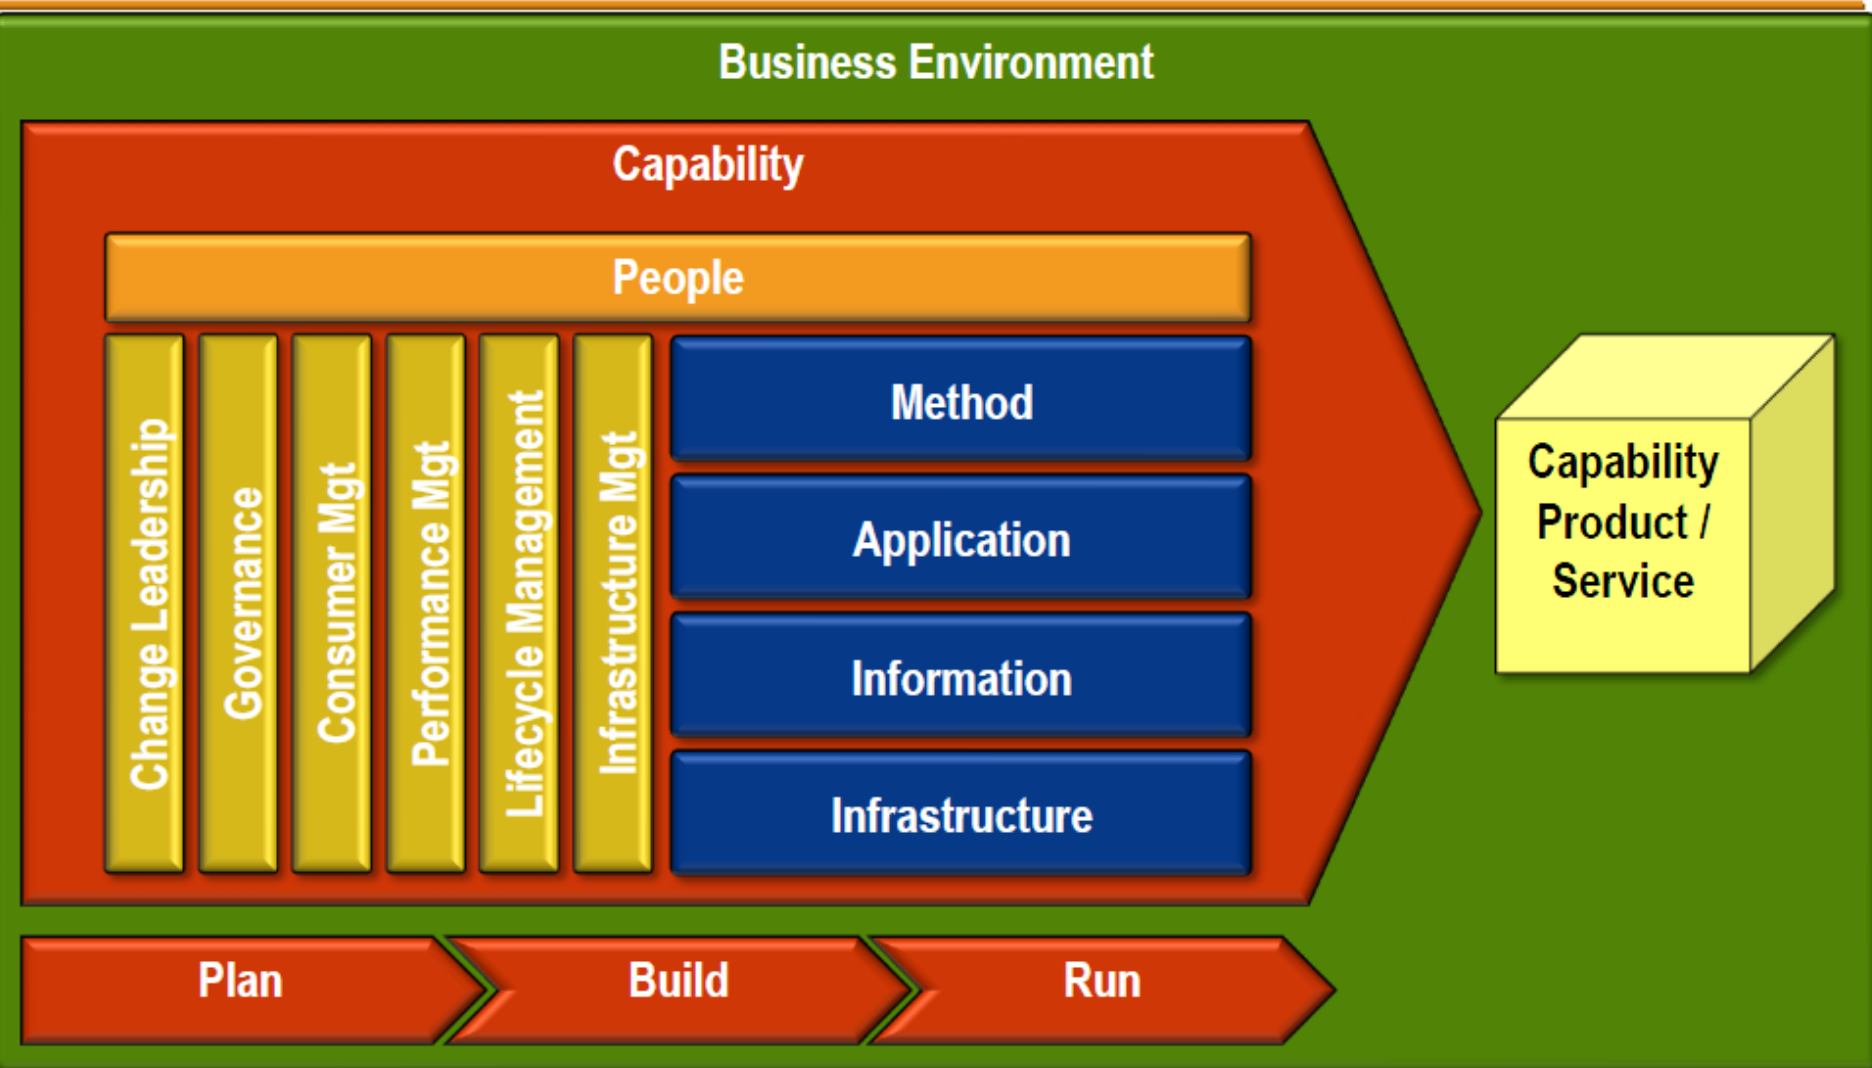 Business Environment
Capability
People
Change Leadership
Governance
Consumer Mgt
Performance Mgt
Lifecycle Management
Infrastructure Mgt
Method
Application
Information
Infrastructure
Capability
Product /
Service
Plan
Build
Run